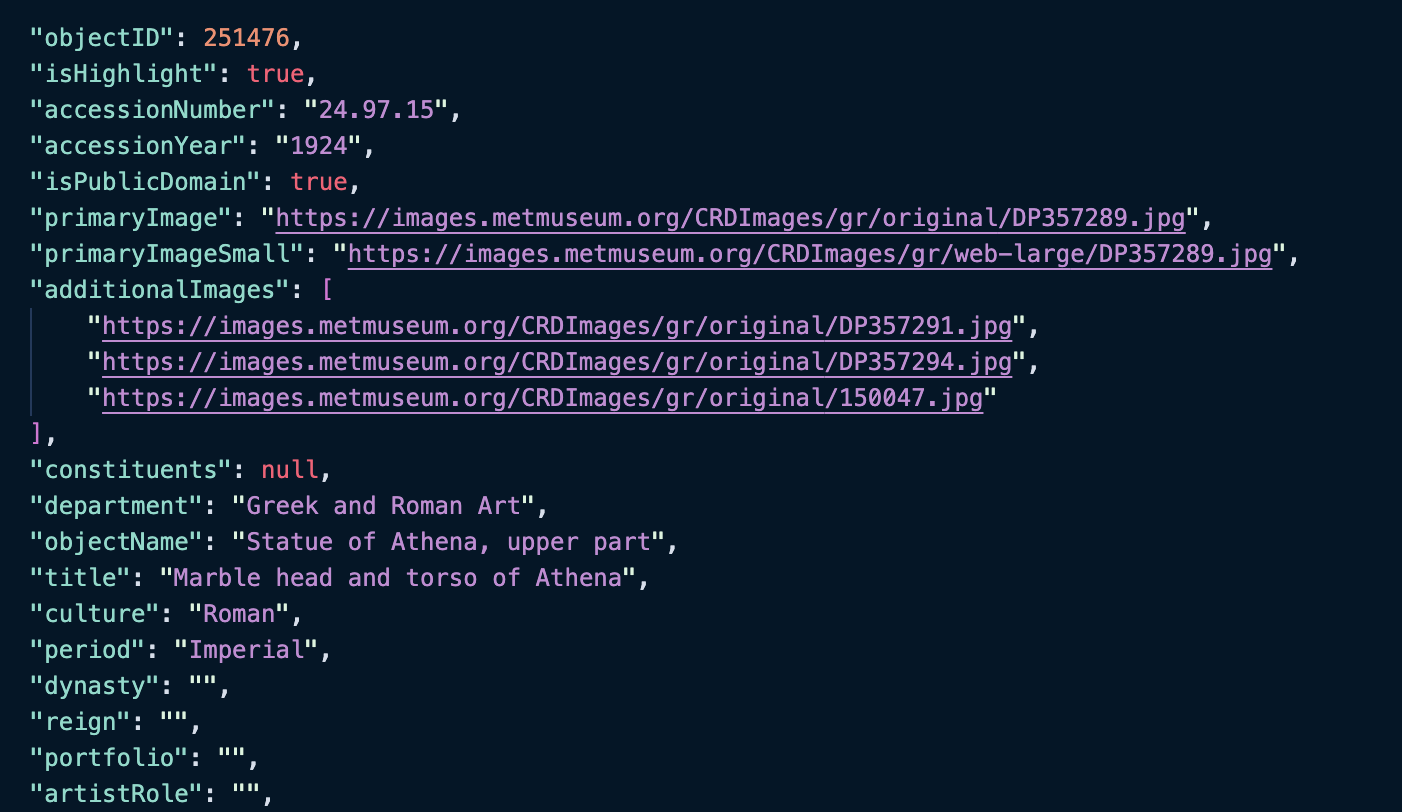 "objectID": 251476,
"isHighlight": true,
"accessionNumber": "24.97.15",
"accessionYear": "1924",
"isPublicDomain": true,
"primaryImage": "https://images.metmuseum.org/CRDImages/gr/original/DP357289.jpg",
"primaryImageSmall": "https://images.metmuseum.org/CRDImages/gr/web-large/DP357289.jpg",
"additionalImages": [
    "https://images.metmuseum.org/CRDImages/gr/original/DP357291.jpg",
    "https://images.metmuseum.org/CRDImages/gr/original/DP357294.jpg",
    "https://images.metmuseum.org/CRDImages/gr/original/150047.jpg"
],
"constituents": null,
"department": "Greek and Roman Art",
"objectName": "Statue of Athena, upper part",
"title": "Marble head and torso of Athena",
"culture": "Roman",
"period": "Imperial",
"dynasty": "",
"reign": "",
"portfolio": "",
"artistRole": "",